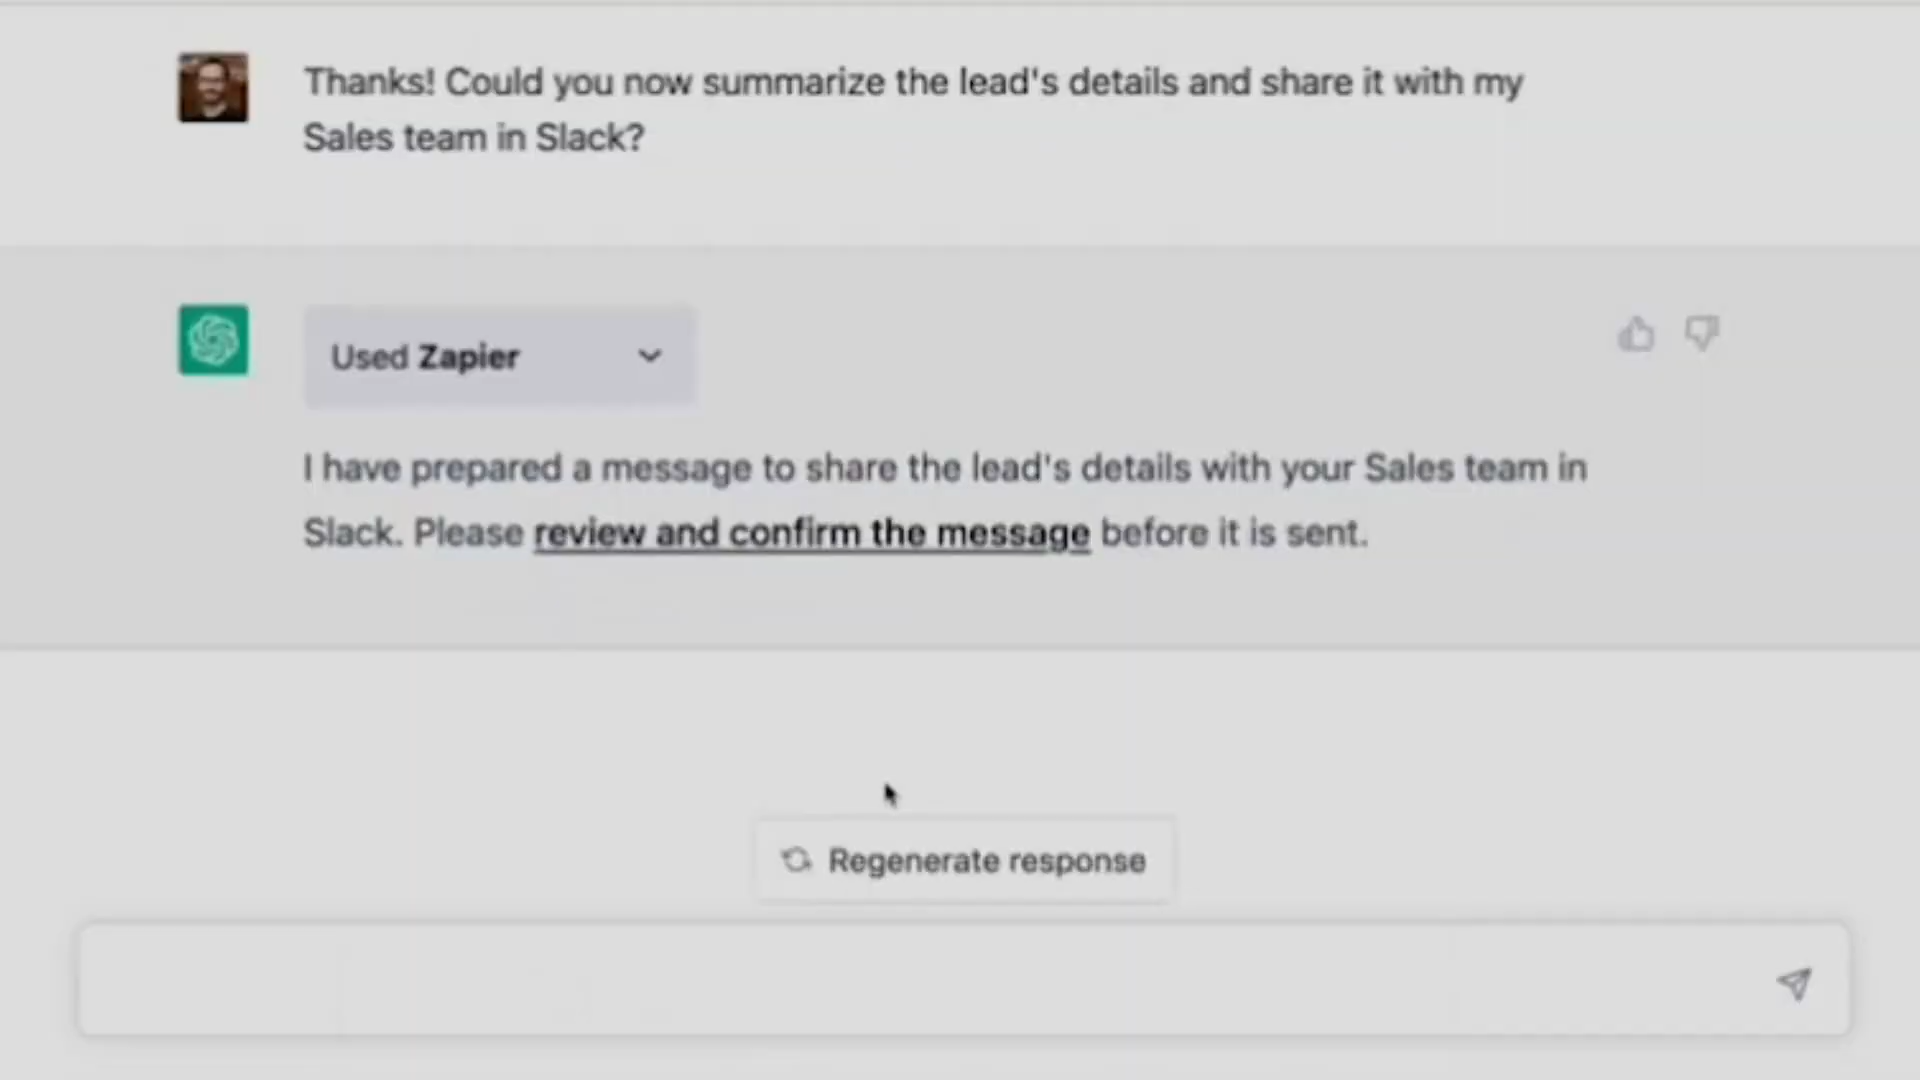 Thanks! Could you now summarize the lead's details and share it with my
Sales team in Slack?
Used Zapier
I have prepared a message to share the lead's details with your Sales team in
Slack. Please review and confirm the message before it is sent.
Regenerate response